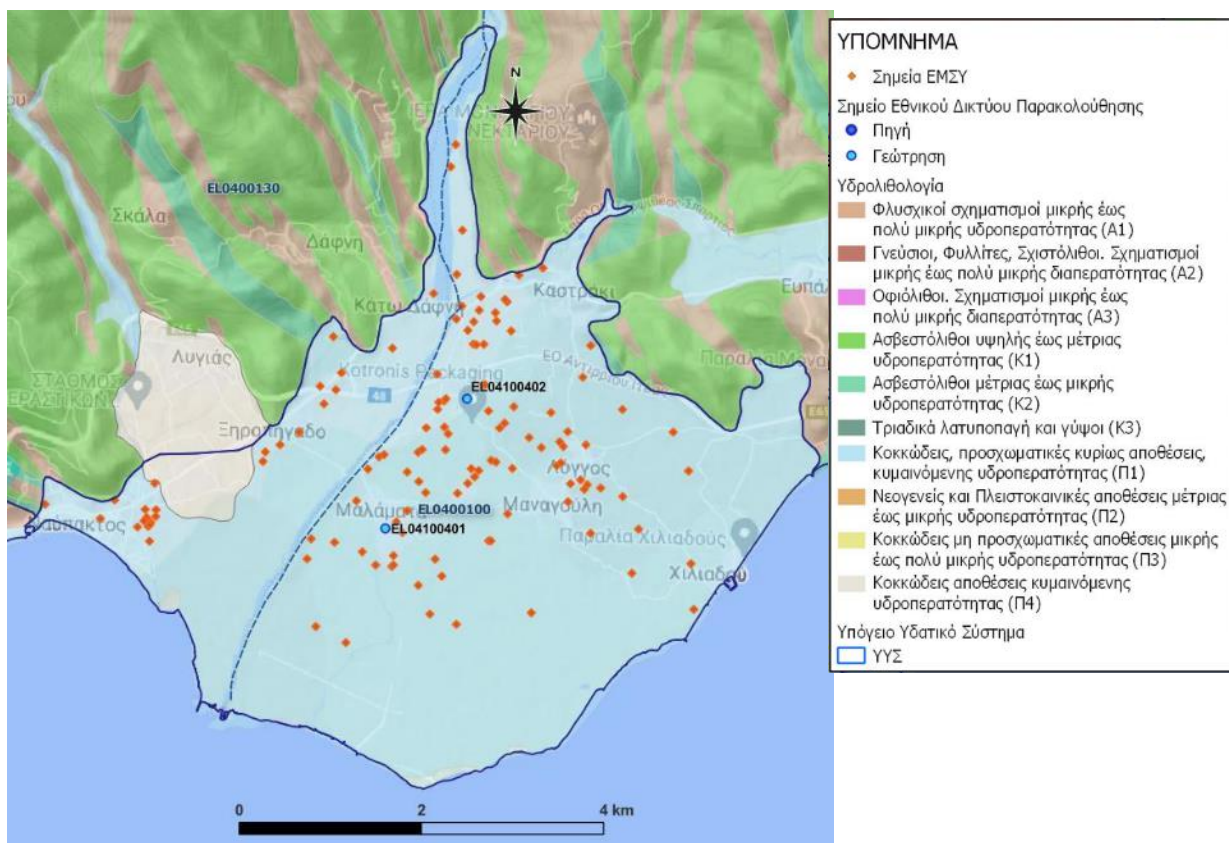 N
ΝΕΚΤΑΡΙΟΥ
EL0400130
Σκάλα
Δάφνη
Κάτω Δάφνη
Καστράκι
Λυγιάς
Kotronis Packaging
EL04100402
48
ΣΤΑΘΜΟΣ
Ξηροπήγαδο
Λύγγος
Μαναγούλη
Μαλάματα
EL0400100
EL04100401
Παραλία Χιλιαδούς
Χιλιαδού
0 2 4 km
ΥΠΟΜΝΗΜΑ
Σημεία ΕΜΣΥ
Σημείο Εθνικού Δικτύου Παρακολούθησης
Πηγή
Γεώτρηση
Υδρολιθολογία
Φλυσχικοί σχηματισμοί μικρής έως
πολύ μικρής υδροπερατότητας (Α1)
Γνεύσιοι, Φυλλίτες, Σχιστόλιθοι. Σχηματισμοί
μικρής έως πολύ μικρής διαπερατότητας (Α2)
Οφιόλιθοι. Σχηματισμοί μικρής έως
πολύ μικρής διαπερατότητας (Α3)
Ασβεστόλιθοι υψηλής έως μέτριας
υδροπερατότητας (Κ1)
Ασβεστόλιθοι μέτριας έως μικρής
υδροπερατότητας (Κ2)
Τριαδικά λατυποπαγή και γύψοι (Κ3)
Κοκκώδεις, προσχωματικές κυρίως αποθέσεις,
κυμαινόμενης υδροπερατότητας (Π1)
Νεογενείς και Πλειστοκαινικές αποθέσεις μέτριας
έως μικρής υδροπερατότητας (Π2)
Κοκκώδεις μη προσχωματικές αποθέσεις μικρής
έως πολύ μικρής υδροπερατότητας (Π3)
Κοκκώδεις αποθέσεις κυμαινόμενης
υδροπερατότητας (Π4)
Υπόγειο Υδατικό Σύστημα
ΥΥΣ